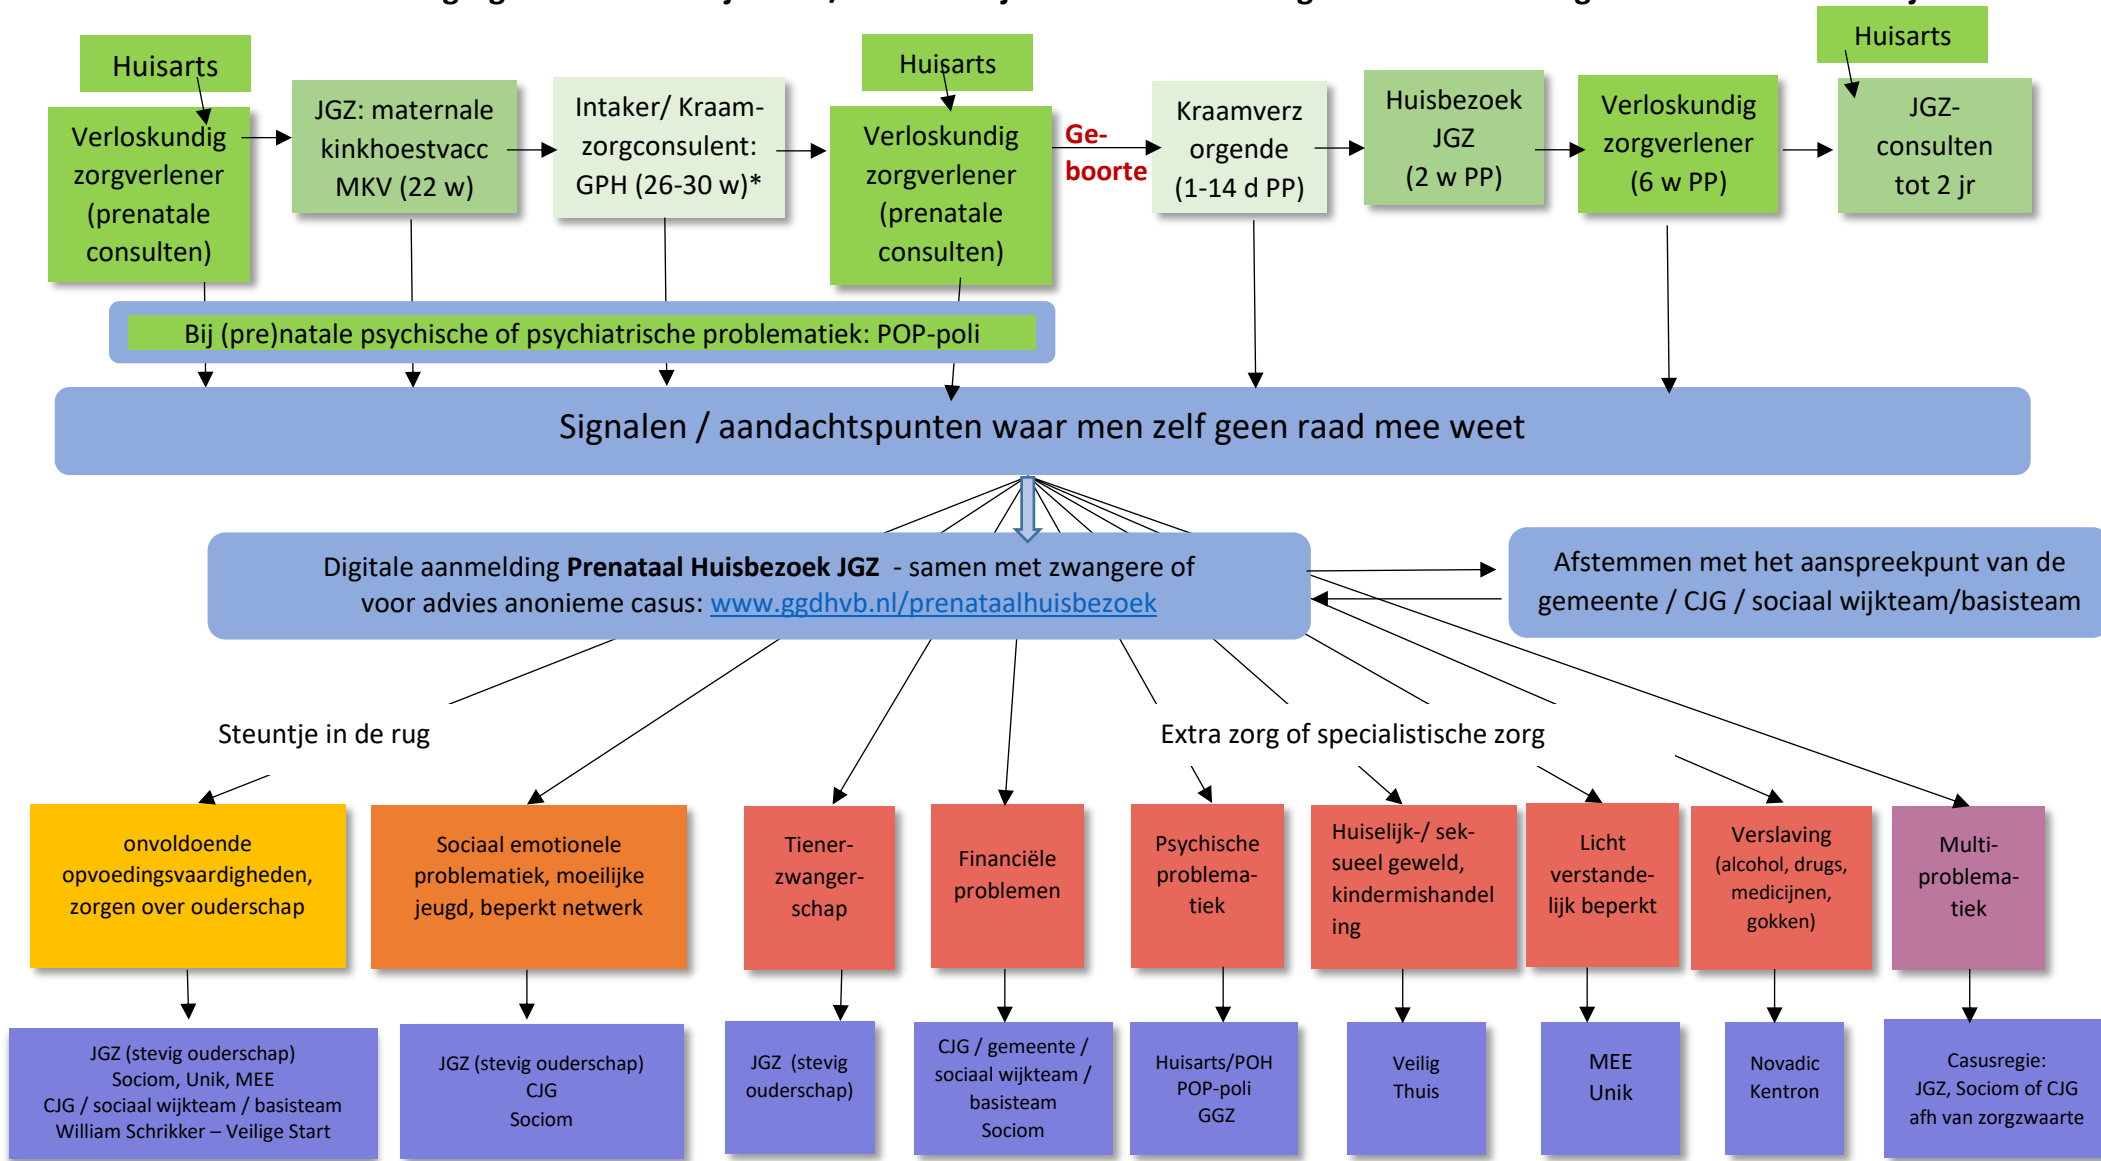 Huisarts
Huisarts
Huisarts
Verloskundig
zorgverlener
(prenatale
consulten)
JGZ: maternale
kinkhoestvacc
MKV (22 w)
Intaker/ Kraam-
zorgconsulent:
GPH (26-30 w)*
Verloskundig
zorgverlener
(prenatale
consulten)
Ge-
boorte
Kraamverz
orgende
(1-14 d PP)
Huisbezoek
JGZ
(2 w PP)
Verloskundig
zorgverlener
(6 w PP)
JGZ-
consulten
tot 2 jr
Bij (pre)natale psychische of psychiatrische problematiek: POP-poli
Signalen / aandachtspunten waar men zelf geen raad mee weet
Digitale aanmelding Prenataal Huisbezoek JGZ - samen met zwangere of
voor advies anonieme casus: www.ggdhvb.nl/prenataalhuisbezoek
Afstemmen met het aanspreekpunt van de
gemeente / CJG / sociaal wijkteam/basisteam
Steuntje in de rug
Extra zorg of specialistische zorg
onvoldoende
opvoedingsvaardigheden,
zorgen over ouderschap
Sociaal emotionele
problematiek, moeilijke
jeugd, beperkt netwerk
Tiener-
zwanger-
schap
Financiële
problemen
Psychische
problema-
tiek
Huiselijk-/ sek-
sueel geweld,
kindermishandel
ing
Licht
verstande-
lijk beperkt
Verslaving
(alcohol, drugs,
medicijnen,
gokken)
Multi-
problema-
tiek
JGZ (stevig ouderschap)
Sociom, Unik, MEE
CJG / sociaal wijkteam / basisteam
William Schrikker – Veilige Start
JGZ (stevig ouderschap)
CJG
Sociom
JGZ (stevig
ouderschap)
CJG / gemeente /
sociaal wijkteam /
basisteam
Sociom
Huisarts/POH
POP-poli
GGZ
Veilig
Thuis
MEE
Unik
Novadic
Kentron
Casusregie:
JGZ, Sociom of CJG
afh van zorgzwaarte